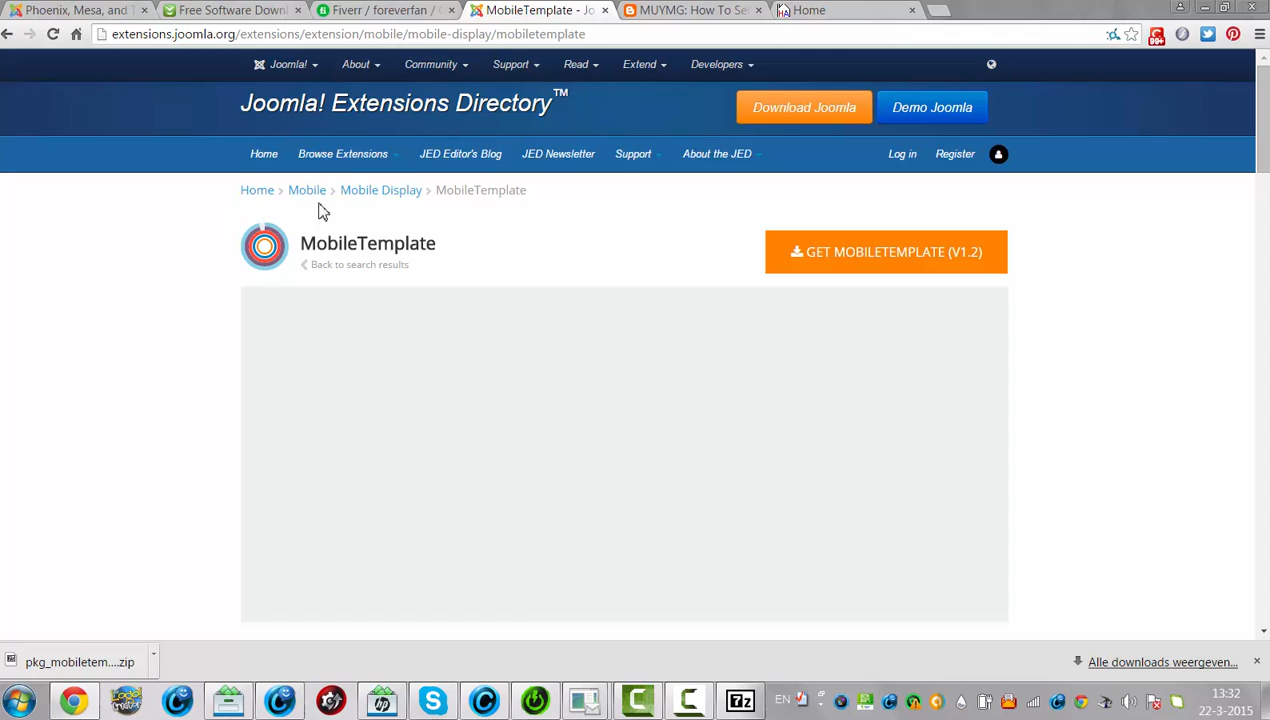 Phoenix, Mesa, and T
Free Software Downl
Fiverr / foreverfan /
MobileTemplate - Jo
MUYMG: How To Se
Home
extensions.joomla.org/extensions/extension/mobile/mobile-display/mobiletemplate
99+
Joomla!
About
Community
Support
Read
Extend
Developers
Joomla! Extensions Directory™
Download Joomla
Demo Joomla
Home
Browse Extensions
JED Editor's Blog
JED Newsletter
Support
About the JED
Log in
Register
Home
Mobile
Mobile Display
MobileTemplate
MobileTemplate
Back to search results
GET MOBILETEMPLATE (V1.2)
pkg_mobiletem....zip
Alle downloads weergeven...
hp
7z
EN
13:32
22-3-2015